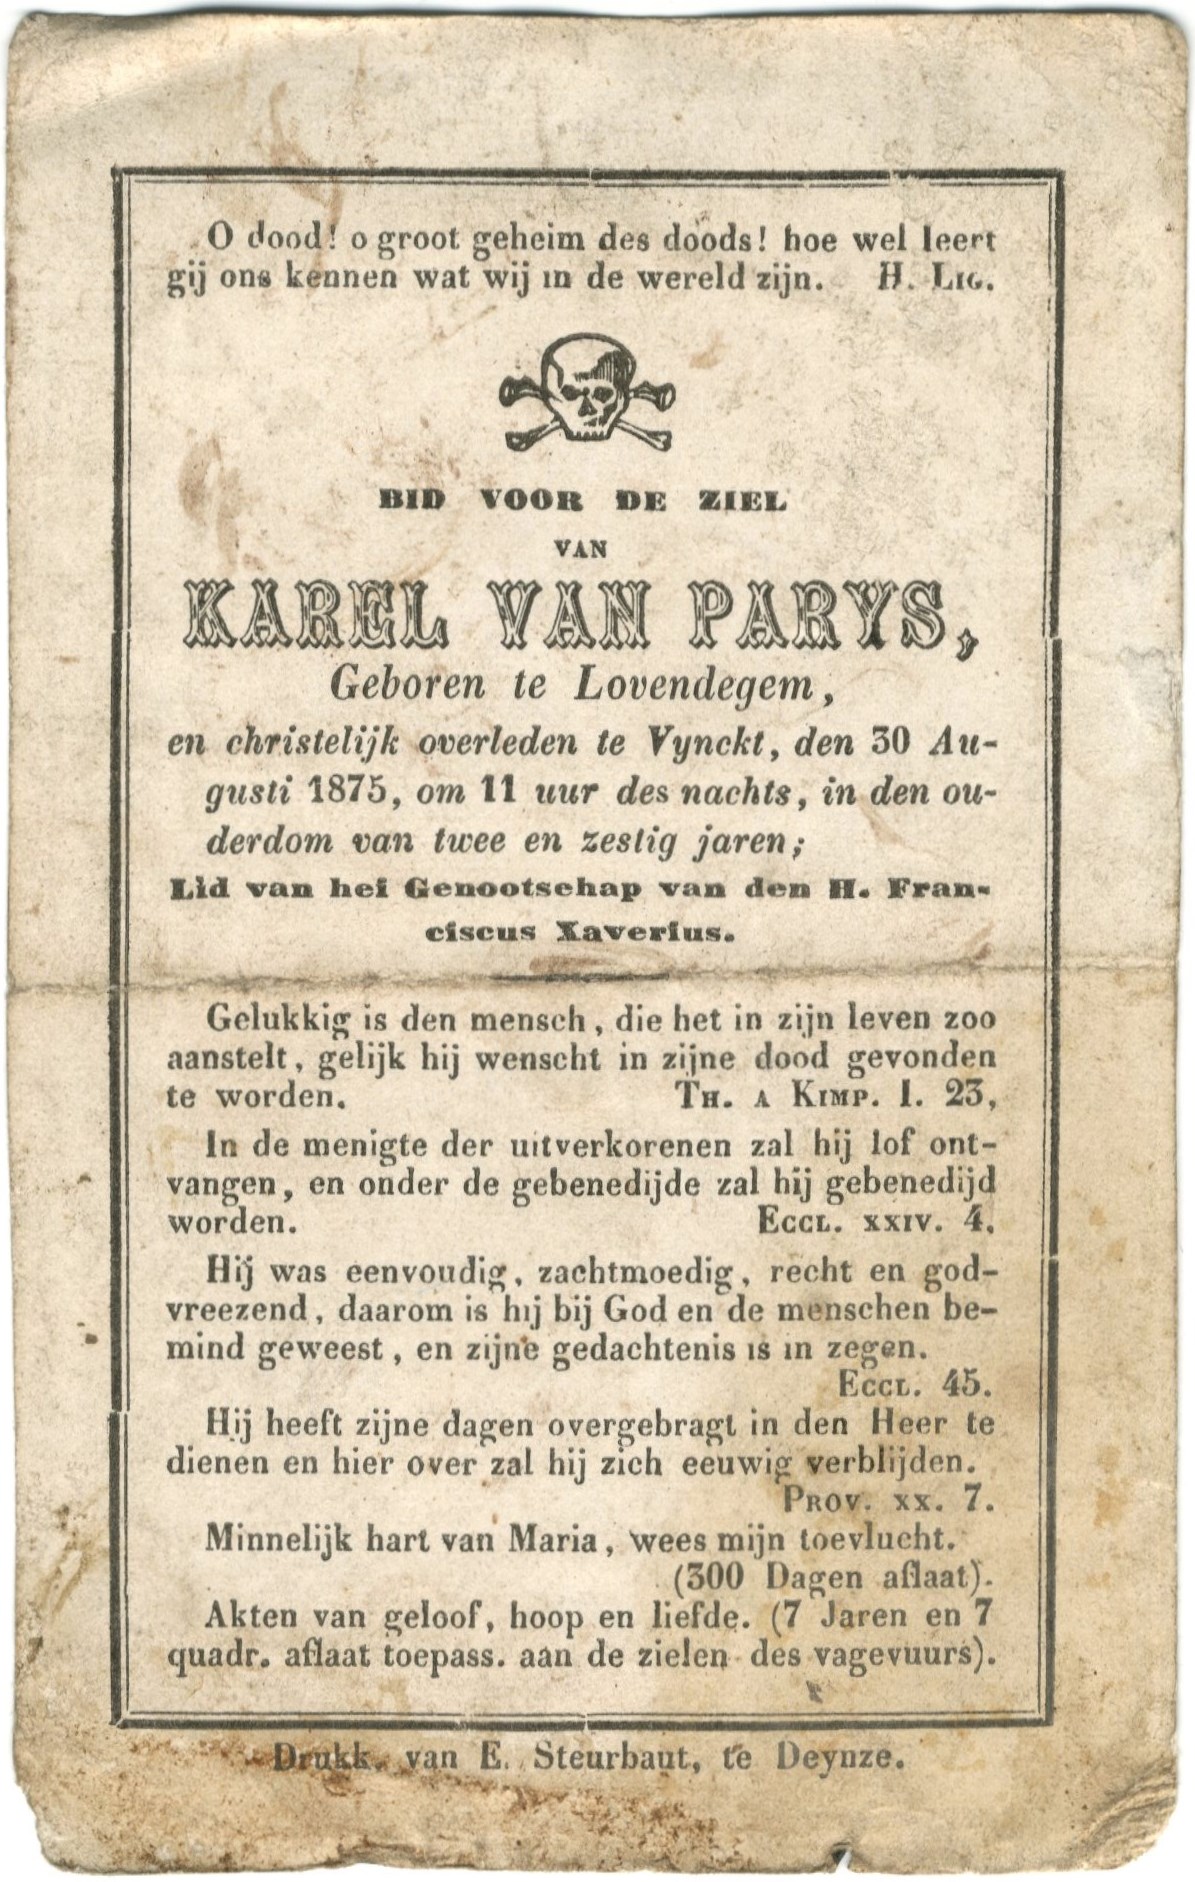 O dood! o groot geheim des doods! hoe wel leert
gij ons kennen wat wij in de wereld zijn. H. Lig.
BID VOOR DE ZIEL
VAN
KAREL VAN PARYS,
Geboren te Lovendegem,
en christelijk overleden te Vynckt, den 30 Au-
gusti 1875, om 11 uur des nachts, in den ou-
derdom van twee en zestig jaren;
Lid van het Genootschap van den H. Fran-
ciscus Xaverius.
Gelukkig is den mensch, die het in zijn leven zoo
aanstelt, gelijk hij wenscht in zijne dood gevonden
te worden. Th. a Kimp. I. 23,
In de menigte der uitverkorenen zal hij lof ont-
vangen, en onder de gebenedijde zal hij gebenedijd
worden. Eccl. xxiv. 4.
Hij was eenvoudig, zachtmoedig, recht en god-
vreezend, daarom is hij bij God en de menschen be-
mind geweest, en zijne gedachtenis is in zegen.
Eccl. 45.
Hij heeft zijne dagen overgebragt in den Heer te
dienen en hier over zal hij zich eeuwig verblijden.
Prov. xx. 7.
Minnelijk hart van Maria, wees mijn toevlucht.
(300 Dagen aflaat).
Akten van geloof, hoop en liefde. (7 Jaren en 7
quadr. aflaat toepass. aan de zielen des vagevuurs).
Drukk. van E. Steurbaut, te Deynze.